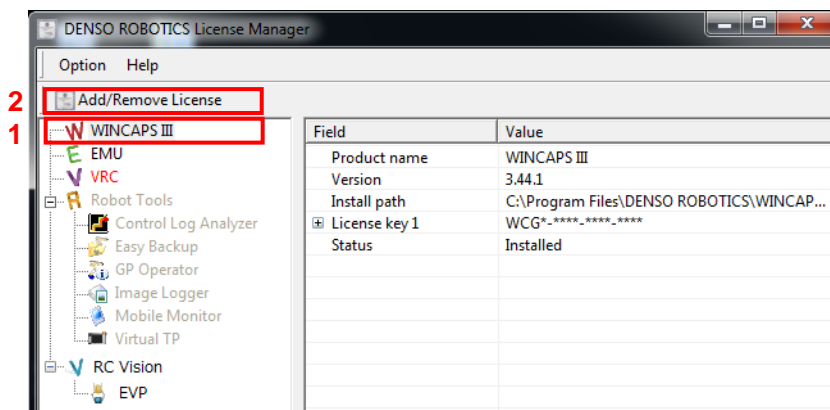 DENSO ROBOTICS License Manager
Option Help
2 Add/Remove License
1 WINCAPS III
EMU
VRC
Robot Tools
Control Log Analyzer
Easy Backup
GP Operator
Image Logger
Mobile Monitor
Virtual TP
RC Vision
EVP
Field Value
Product name WINCAPS III
Version 3.44.1
Install path C:\Program Files\DENSO ROBOTICS\WINCAP...
License key 1 WCG*-****-****-****
Status Installed